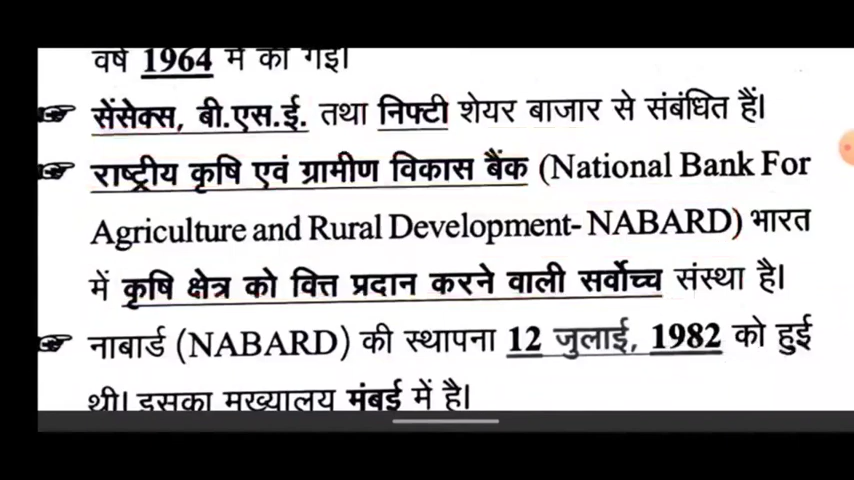 वर्ष 1964 में की गई।
सेंसेक्स, बी.एस.ई. तथा निफ्टी शेयर बाजार से संबंधित हैं।
राष्ट्रीय कृषि एवं ग्रामीण विकास बैंक (National Bank For
Agriculture and Rural Development- NABARD) भारत
में कृषि क्षेत्र को वित्त प्रदान करने वाली सर्वोच्च संस्था है।
नाबार्ड (NABARD) की स्थापना 12 जुलाई, 1982 को हुई
थी। इसका मुख्यालय मुंबई में है।